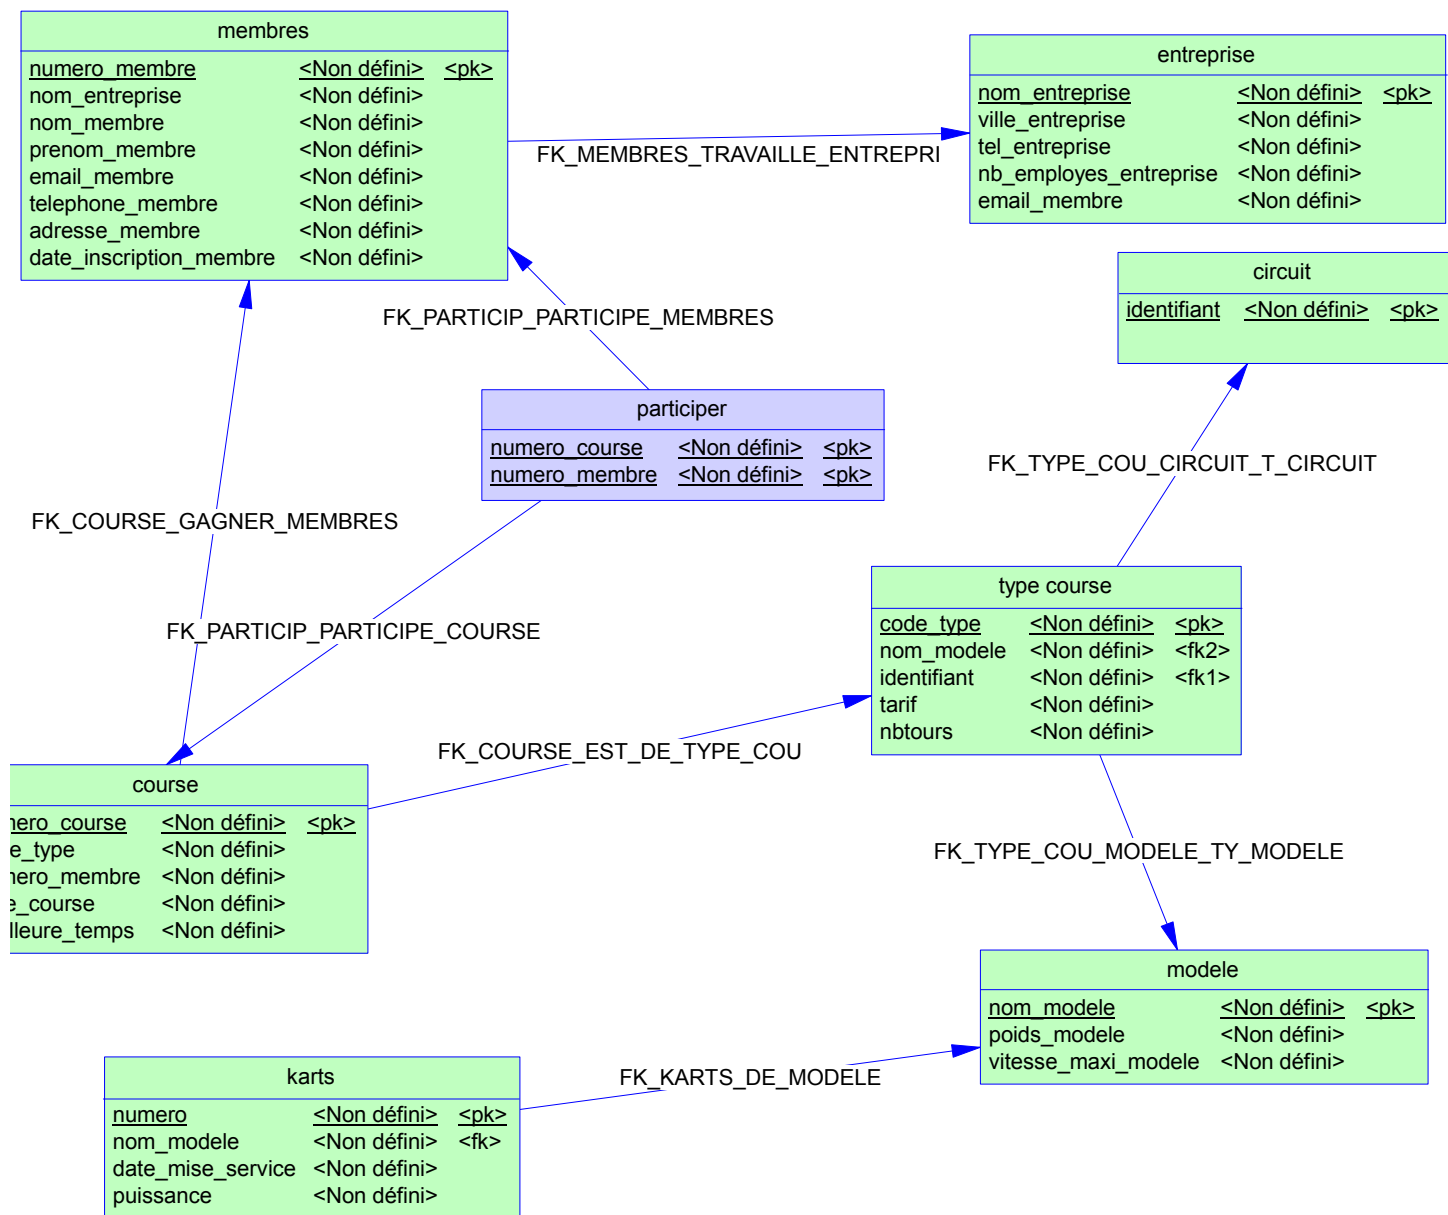 membres
numero_membre <Non défini> <pk>
nom_entreprise <Non défini>
nom_membre <Non défini>
prenom_membre <Non défini>
email_membre <Non défini>
telephone_membre <Non défini>
adresse_membre <Non défini>
date_inscription_membre <Non défini>
entreprise
nom_entreprise <Non défini> <pk>
ville_entreprise <Non défini>
tel_entreprise <Non défini>
nb_employes_entreprise <Non défini>
email_membre <Non défini>
FK_MEMBRES_TRAVAILLE_ENTREPRI
circuit
identifiant <Non défini> <pk>
FK_PARTICIP_PARTICIPE_MEMBRES
participer
numero_course <Non défini> <pk>
numero_membre <Non défini> <pk>
FK_TYPE_COU_CIRCUIT_T_CIRCUIT
FK_COURSE_GAGNER_MEMBRES
type course
code_type <Non défini> <pk>
nom_modele <Non défini> <fk2>
identifiant <Non défini> <fk1>
tarif <Non défini>
nbtours <Non défini>
FK_PARTICIP_PARTICIPE_COURSE
FK_COURSE_EST_DE_TYPE_COU
course
nero_course <Non défini> <pk>
e_type <Non défini>
nero_membre <Non défini>
e_course <Non défini>
lleure_temps <Non défini>
FK_TYPE_COU_MODELE_TY_MODELE
modele
nom_modele <Non défini> <pk>
poids_modele <Non défini>
vitesse_maxi_modele <Non défini>
FK_KARTS_DE_MODELE
karts
numero <Non défini> <pk>
nom_modele <Non défini> <fk>
date_mise_service <Non défini>
puissance <Non défini>